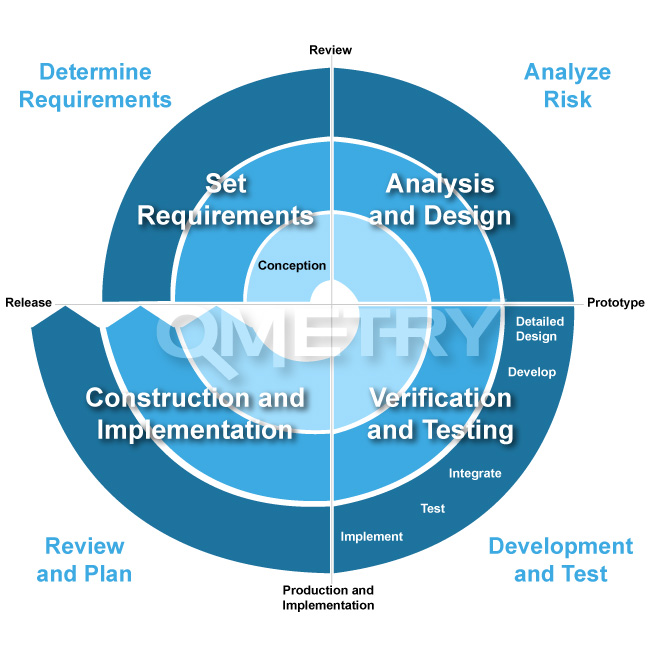 Review
Determine
Requirements
Analyze
Risk
Set
Requirements
Analysis
and Design
Conception
Release
Prototype
QMETRY
Detailed
Design
Develop
Construction and
Implementation
Verification
and Testing
Integrate
Test
Implement
Review
and Plan
Development
and Test
Production and
Implementation